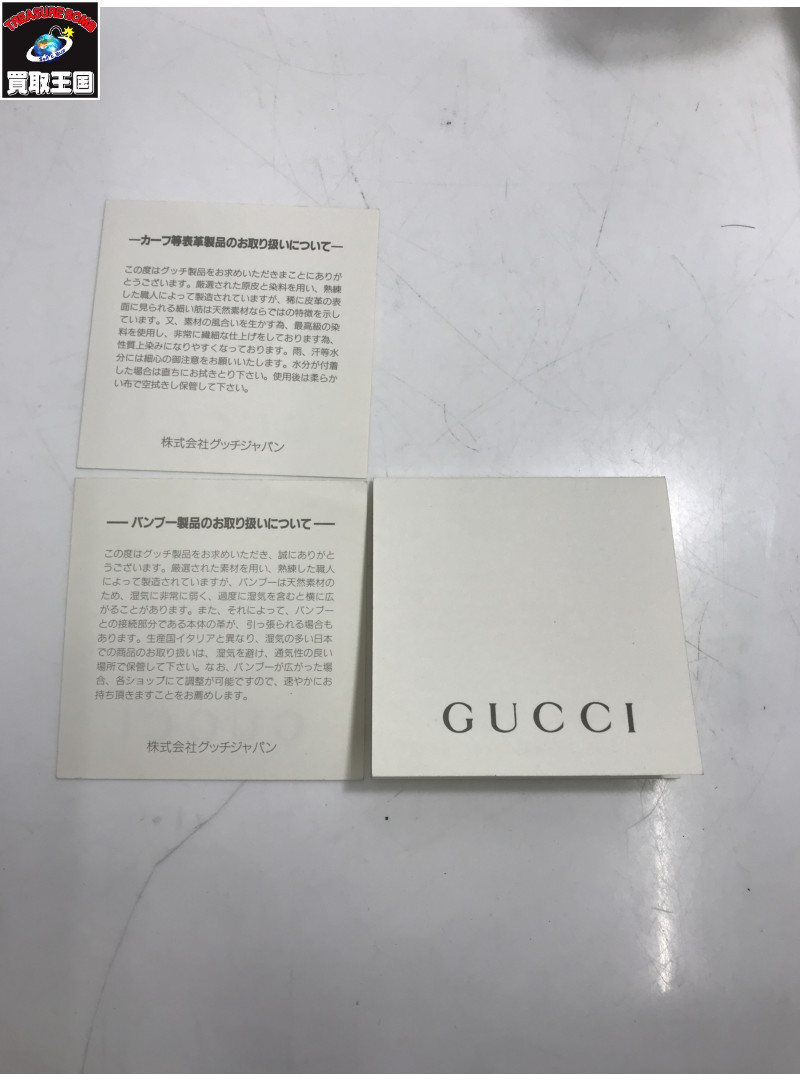 TREASURE BOMB
Sell & Buy
買取王国
―カーフ等表革製品のお取り扱いについて―
この度はグッチ製品をお求めいただきまことにありが
とうございます。厳選された原皮と染料を用い、熟練
した職人によって製造されていますが、稀に皮革の表
面に見られる細い筋は天然素材ならではの特徴を示し
ています。又、素材の風合いを生かす為、最高級の染
料を使用し、非常に繊細な仕上げをしております為、
性質上染みになりやすくなっております。雨、汗等水
分には細心の御注意をお願いいたします。水分が付着
した場合は直ちにお拭きとり下さい。使用後は柔らか
い布で空拭きし保管して下さい。
株式会社グッチジャパン
―― バンブー製品のお取り扱いについて ――
この度はグッチ製品をお求めいただき、誠にありがと
うございます。厳選された素材を用い、熟練した職人
によって製造されていますが、バンブーは天然素材の
ため、湿気に非常に弱く、過度に湿気を含むと横に広
がることがあります。また、それによって、バンブー
との接続部分である本体の革が、引っ張られる場合も
あります。生産国イタリアと異なり、湿気の多い日本
での商品のお取り扱いは、湿気を避け、通気性の良い
場所で保管して下さい。なお、バンブーが広がった場
合、各ショップにて調整が可能ですので、速やかにお
持ち頂きますことをお薦めします。
株式会社グッチジャパン
GUCCI